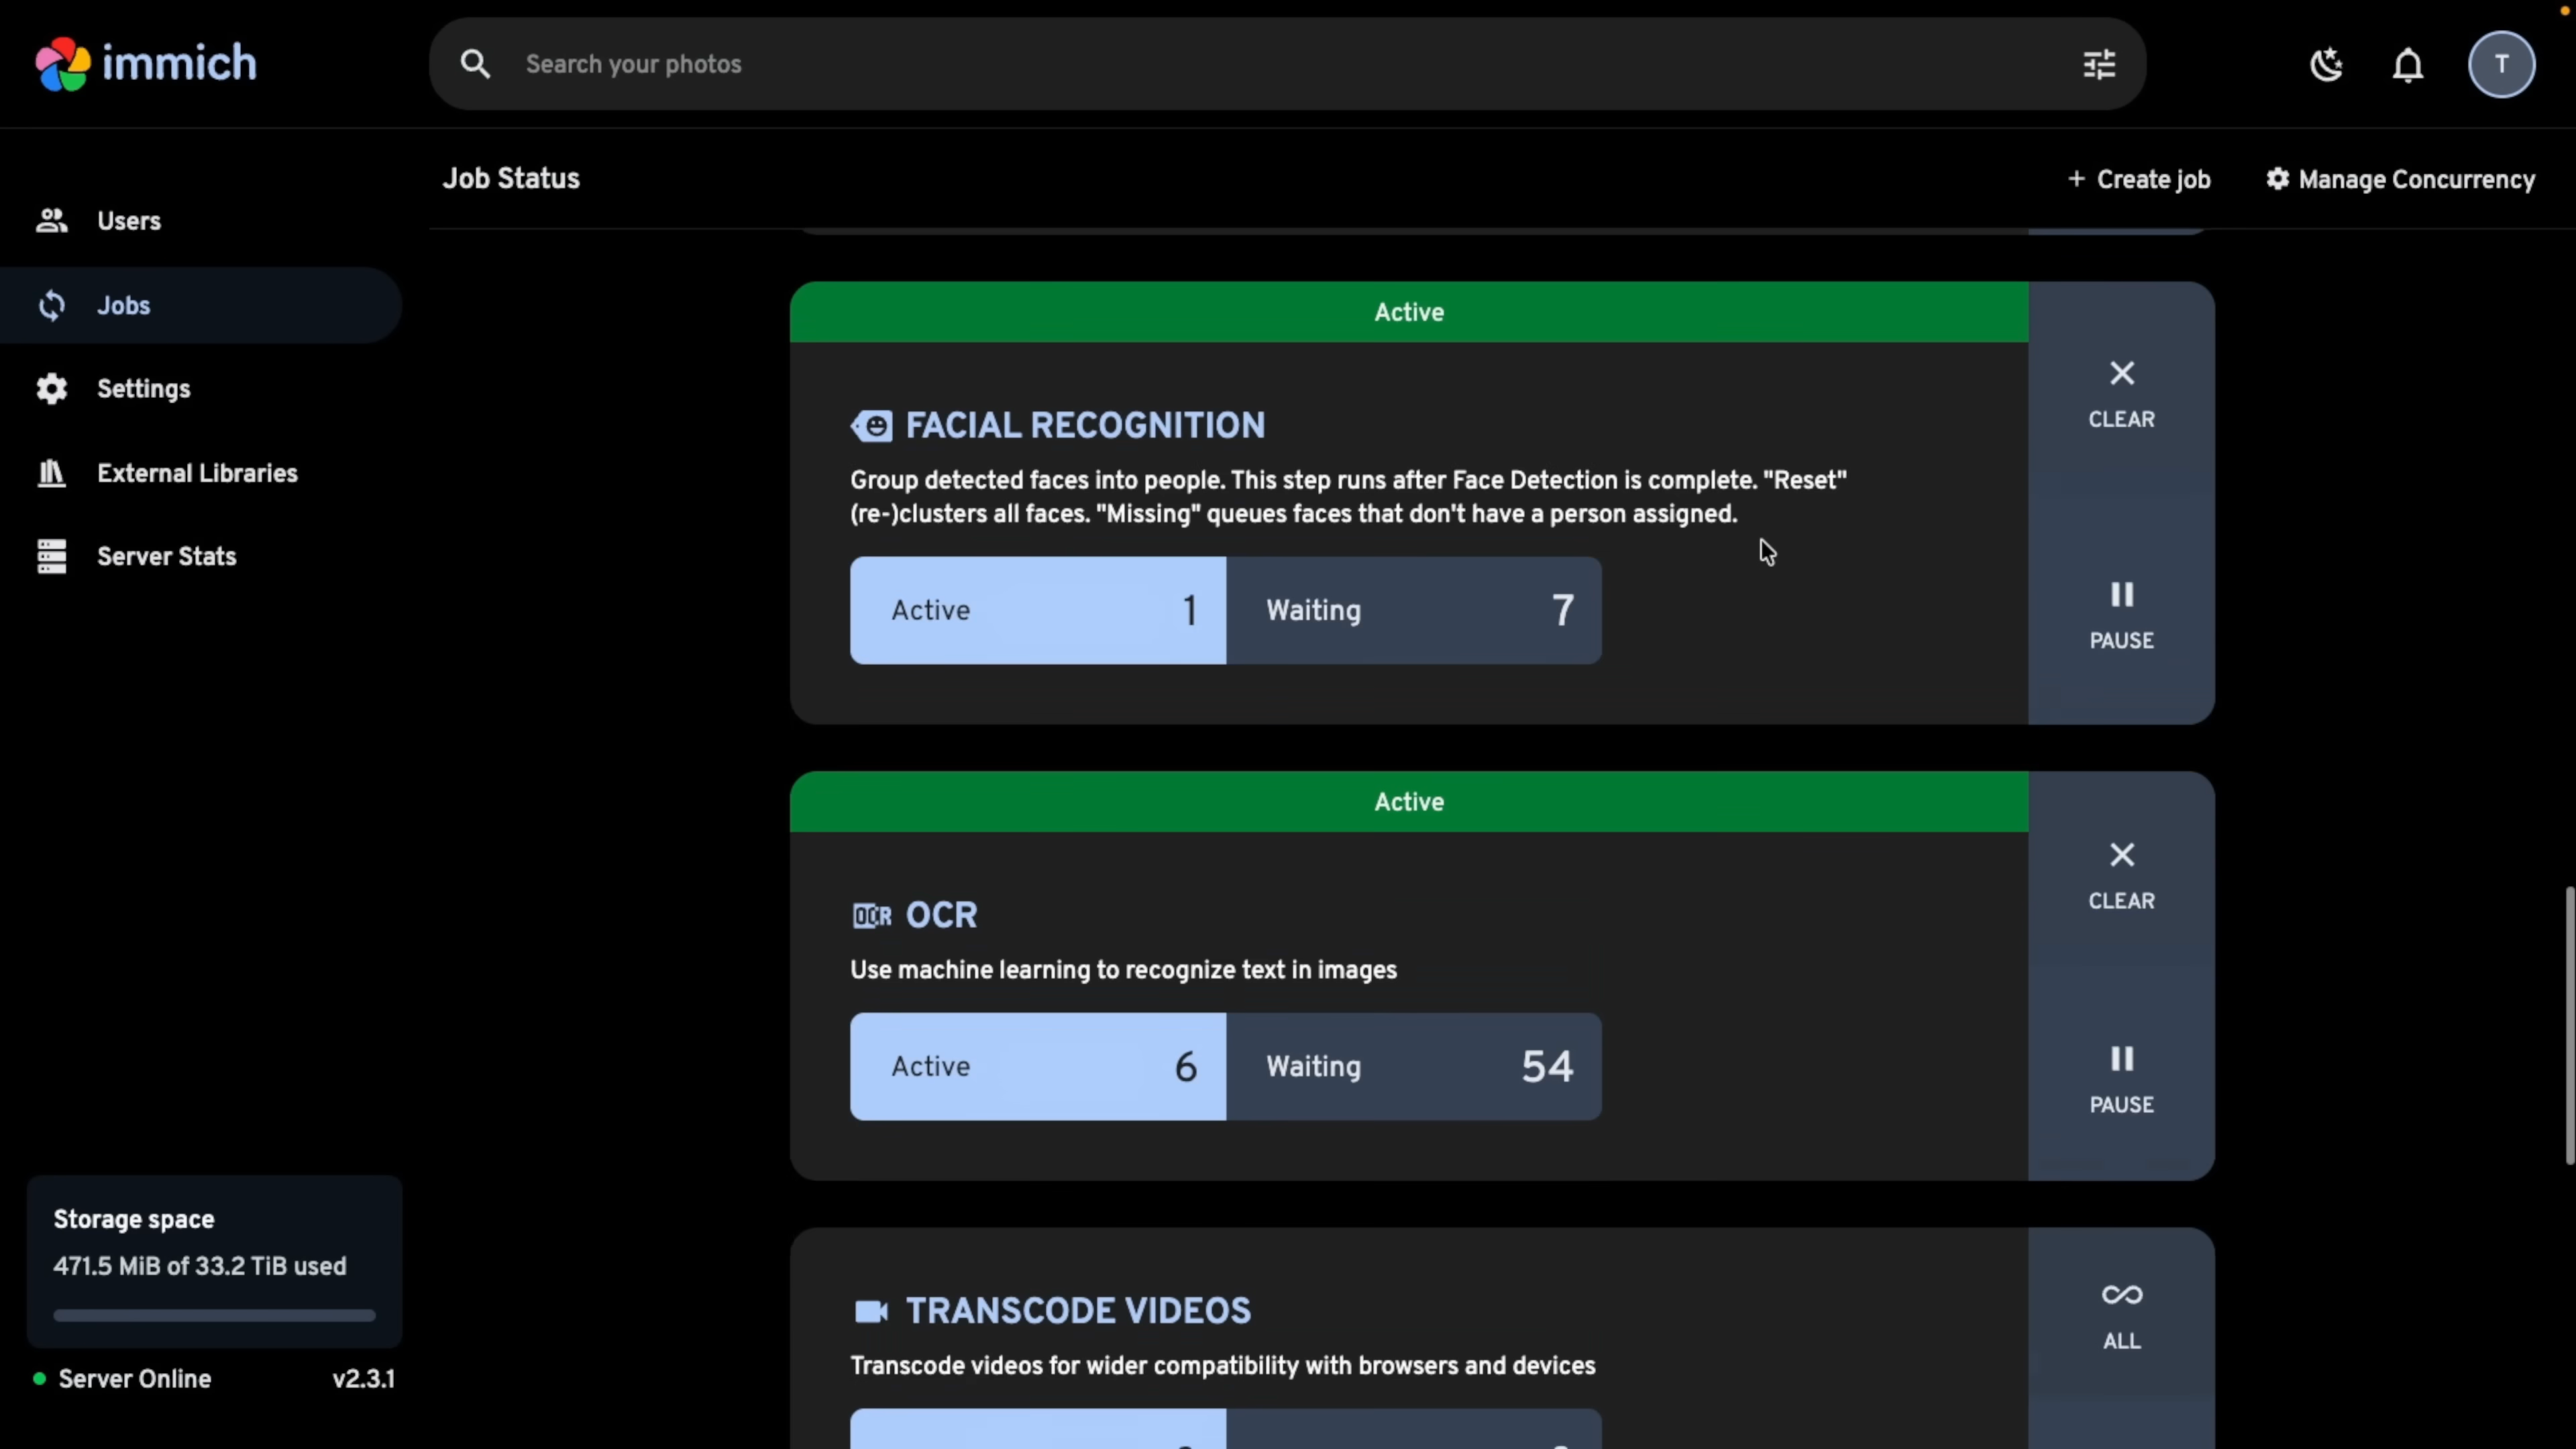 immich
Search your photos
T
Job Status
+ Create job
Manage Concurrency
Users
Jobs
Settings
External Libraries
Server Stats
Active
FACIAL RECOGNITION
Group detected faces into people. This step runs after Face Detection is complete. "Reset"
(re-)clusters all faces. "Missing" queues faces that don't have a person assigned.
Active 1 Waiting 7
CLEAR
PAUSE
Active
OCR OCR
Use machine learning to recognize text in images
Active 6 Waiting 54
CLEAR
PAUSE
TRANSCODE VIDEOS
Transcode videos for wider compatibility with browsers and devices
ALL
Storage space
471.5 MiB of 33.2 TiB used
Server Online v2.3.1